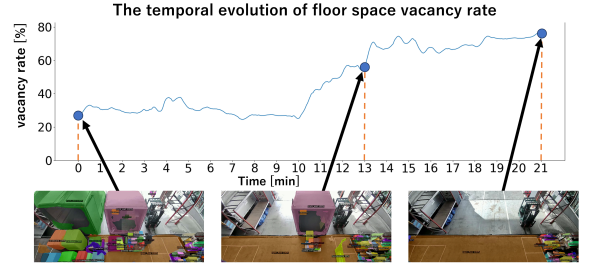 The temporal evolution of floor space vacancy rate
vacancy rate [%]
80
60
40
20
0
0 1 2 3 4 5 6 7 8 9 10 11 12 13 14 15 16 17 18 19 20 21
Time [min]